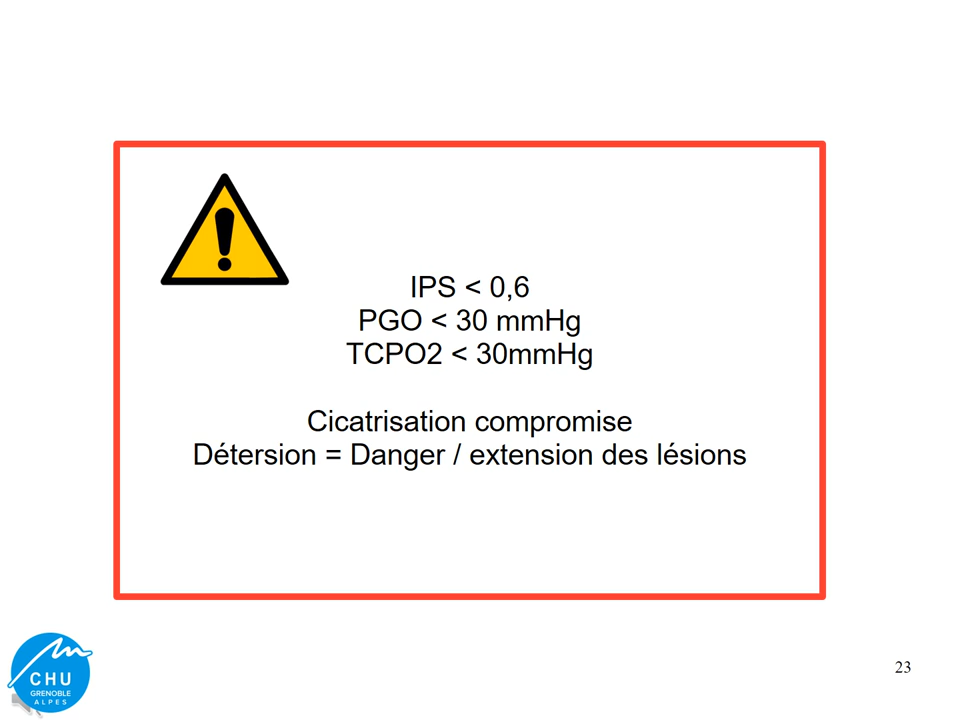 IPS < 0,6
PGO < 30 mmHg
TCPO2 < 30mmHg
Cicatrisation compromise
Détersion = Danger / extension des lésions
CHU
GRENOBLE
ALPES
23